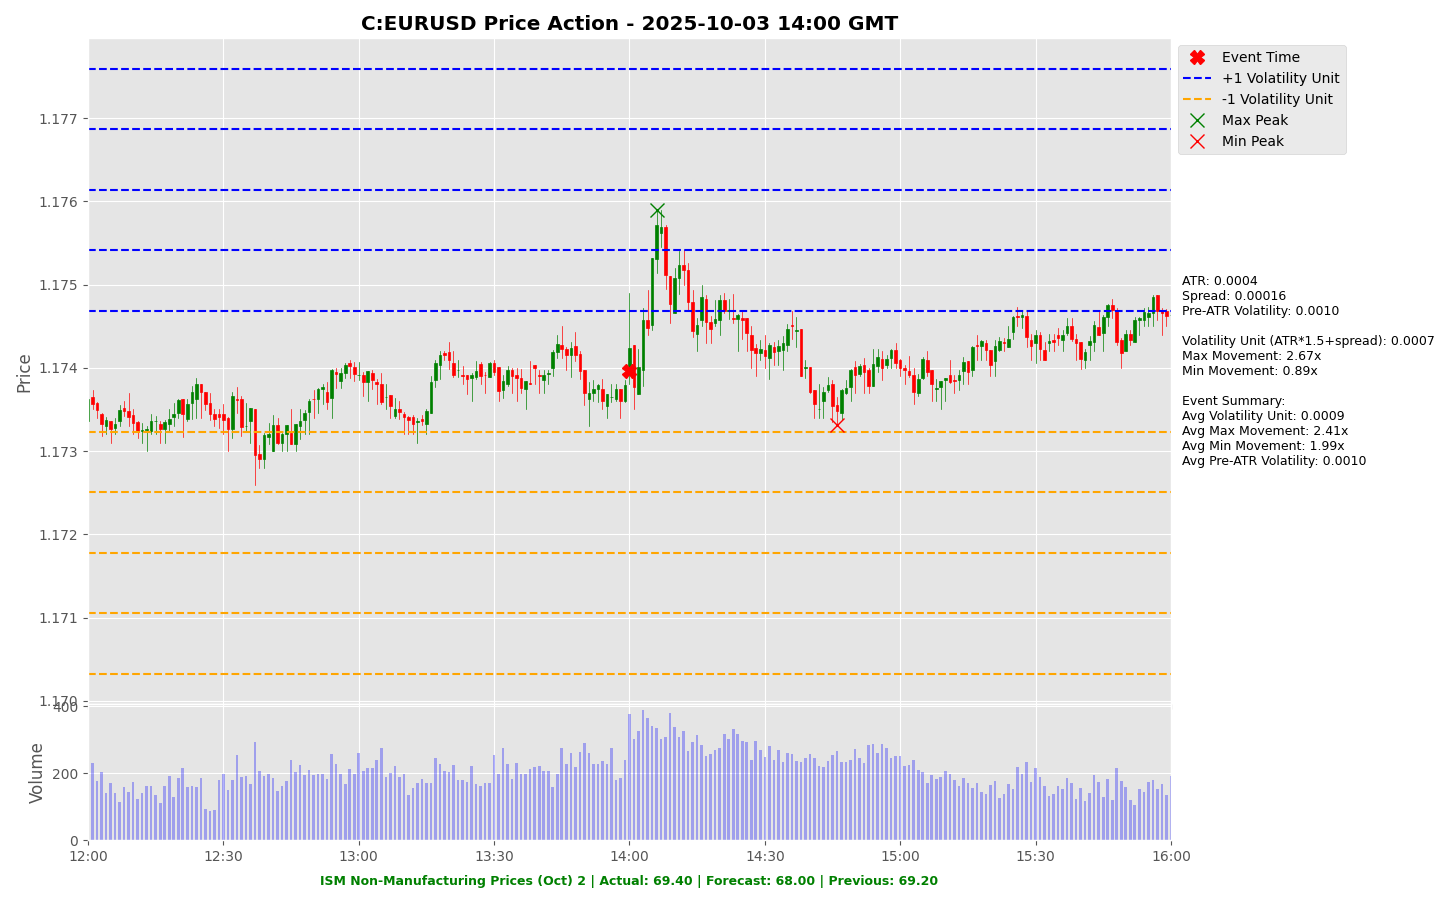 C:EURUSD Price Action - 2025-10-03 14:00 GMT
Event Time
+1 Volatility Unit
-1 Volatility Unit
Max Peak
Min Peak
Price
1.177
1.176
1.175
1.174
1.173
1.172
1.171
1.170
ATR: 0.0004
Spread: 0.00016
Pre-ATR Volatility: 0.0010
Volatility Unit (ATR*1.5+spread): 0.0007
Max Movement: 2.67x
Min Movement: 0.89x
Event Summary:
Avg Volatility Unit: 0.0009
Avg Max Movement: 2.41x
Avg Min Movement: 1.99x
Avg Pre-ATR Volatility: 0.0010
Volume
400
200
0
12:00 12:30 13:00 13:30 14:00 14:30 15:00 15:30 16:00
ISM Non-Manufacturing Prices (Oct) 2 | Actual: 69.40 | Forecast: 68.00 | Previous: 69.20